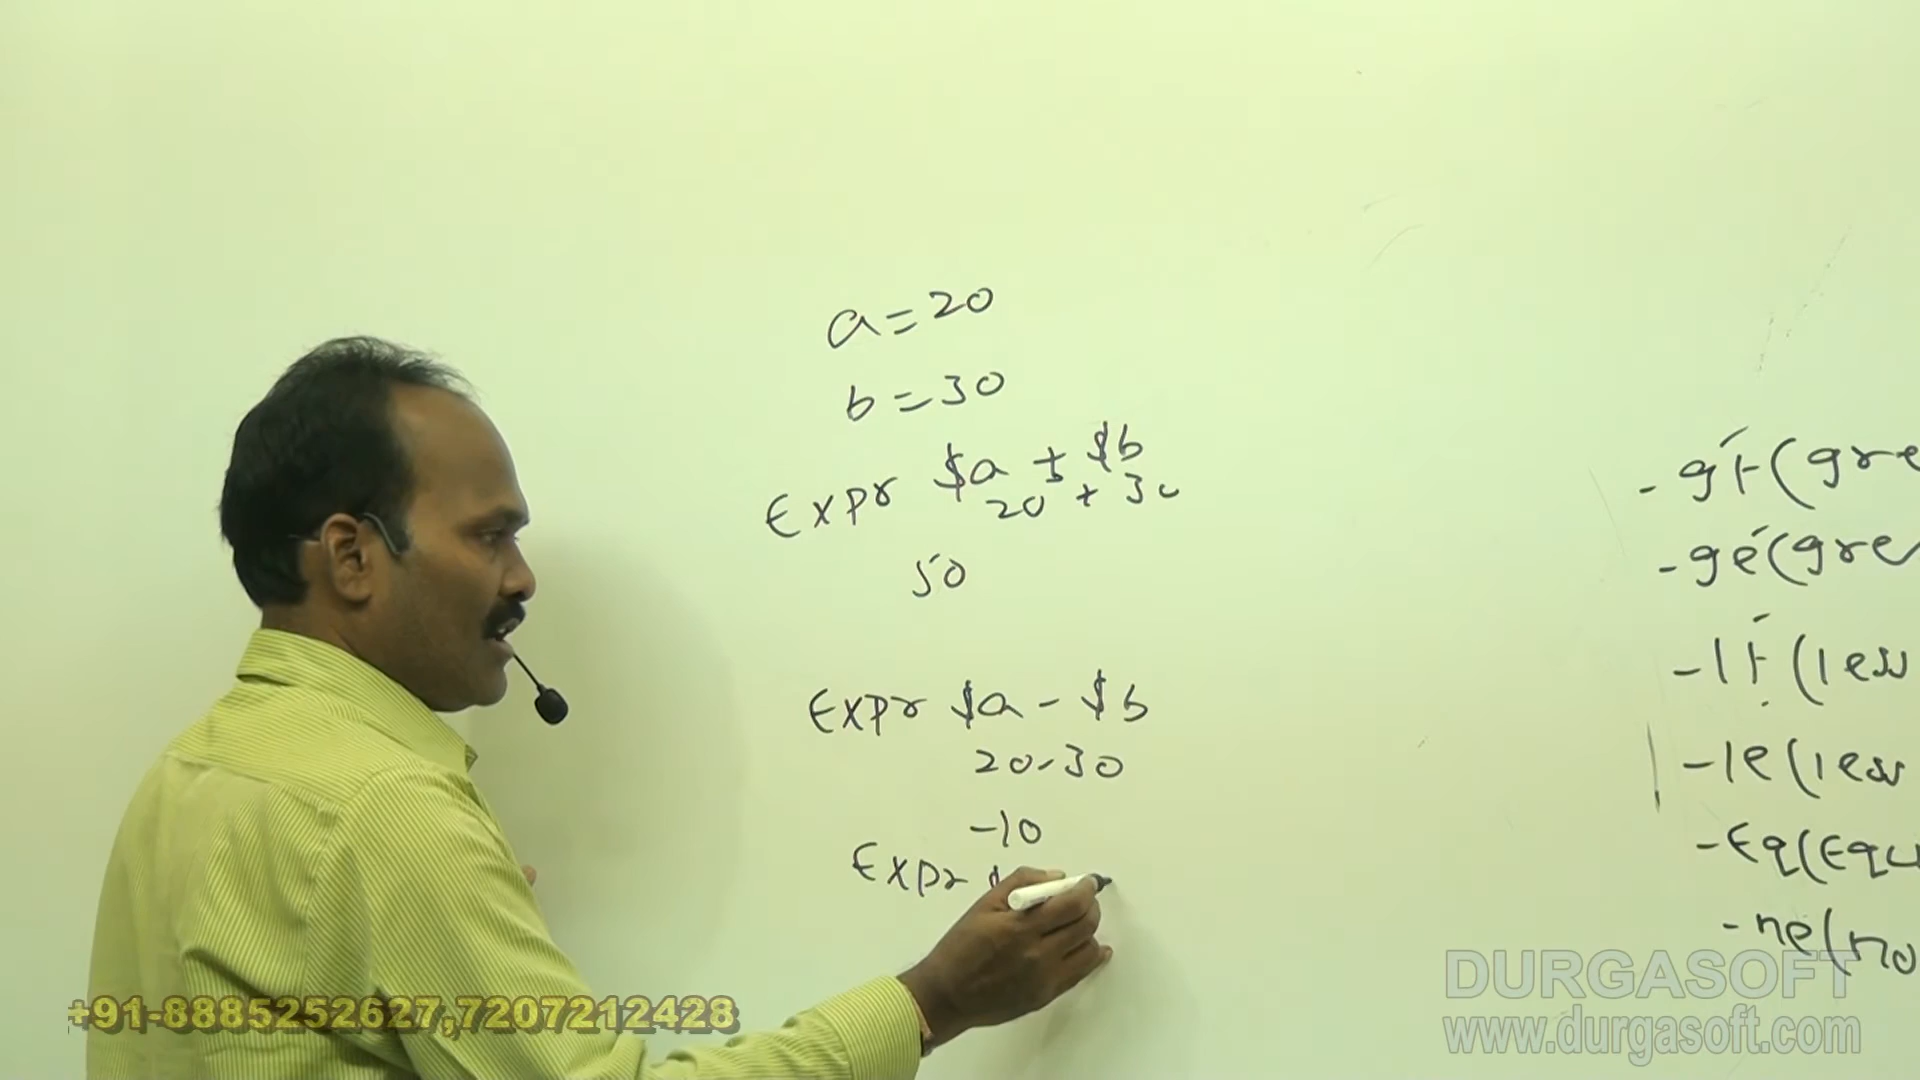 a=20
b=30
Expr $a + $b
20 + 30
50
Expr $a - $b
20-30
-10
Expr $
-gt(gre
-ge(gre
-lt(less
-le(less
-Eq(Equ
-ne(no
+91-8885252627,7207212428
DURGASOFT
www.durgasoft.com